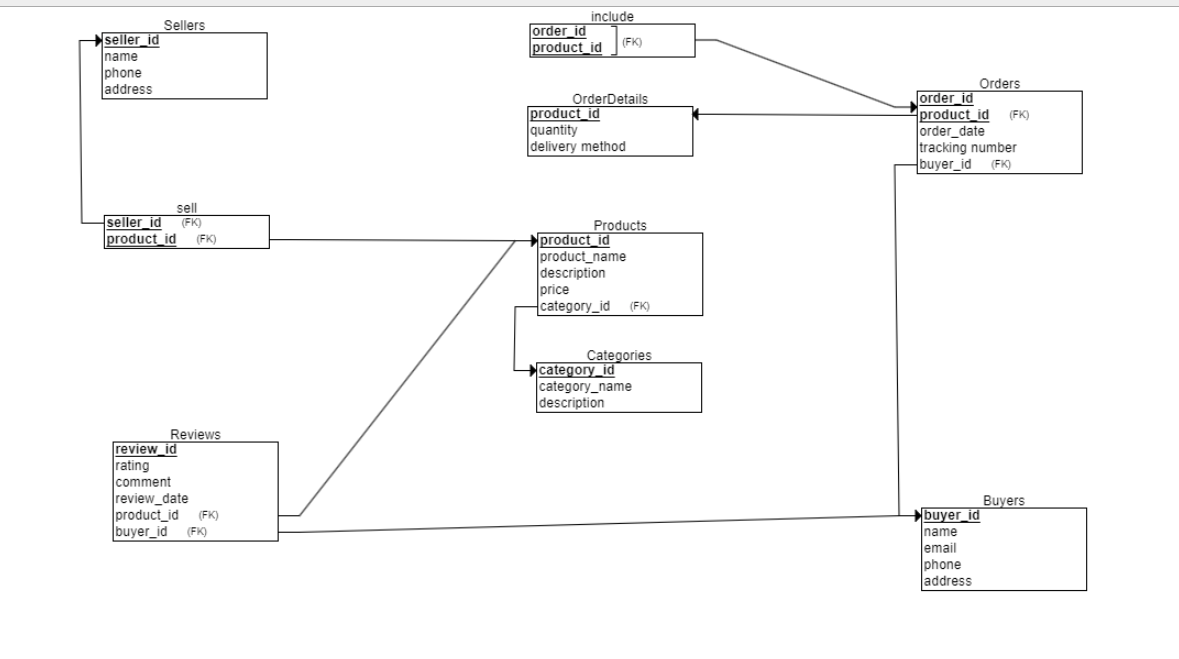 Sellers
seller_id
name
phone
address
include
order_id
product_id (FK)
OrderDetails
product_id
quantity
delivery method
Orders
order_id
product_id (FK)
order_date
tracking number
buyer_id (FK)
sell
seller_id (FK)
product_id (FK)
Products
product_id
product_name
description
price
category_id (FK)
Categories
category_id
category_name
description
Reviews
review_id
rating
comment
review_date
product_id (FK)
buyer_id (FK)
Buyers
buyer_id
name
email
phone
address